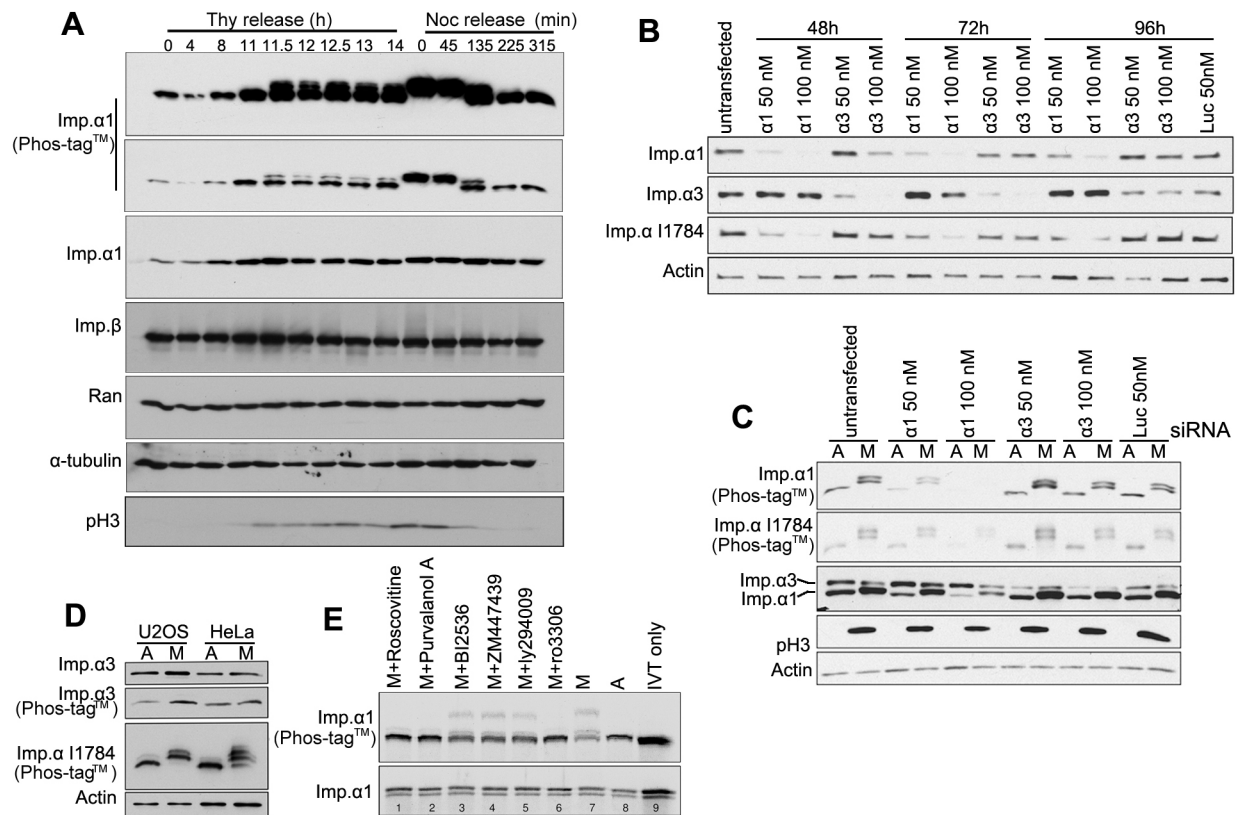 A
Thy release (h)
Noc release (min)
0 4 8 11 11.5 12 12.5 13 14 0 45 135 225 315
Imp.α1
(Phos-tag™)
Imp.α1
Imp.β
Ran
α-tubulin
pH3
B
48h 72h 96h
untransfected
α1 50 nM
α1 100 nM
α3 50 nM
α3 100 nM
α1 50 nM
α1 100 nM
α3 50 nM
α3 100 nM
α1 50 nM
α1 100 nM
α3 50 nM
α3 100 nM
Luc 50nM
Imp.α1
Imp.α3
Imp.α I1784
Actin
C
untransfected
α1 50 nM
α1 100 nM
α3 50 nM
α3 100 nM
Luc 50nM
siRNA
A M A M A M A M A M A M
Imp.α1
(Phos-tag™)
Imp.α I1784
(Phos-tag™)
Imp.α3
Imp.α1
pH3
Actin
D
U2OS HeLa
A M A M
Imp.α3
Imp.α3
(Phos-tag™)
Imp.α I1784
(Phos-tag™)
Actin
E
M+Roscovitine
M+Purvalanol A
M+BI2536
M+ZM447439
M+ly294009
M+ro3306
M
A
IVT only
Imp.α1
(Phos-tag™)
Imp.α1
1 2 3 4 5 6 7 8 9